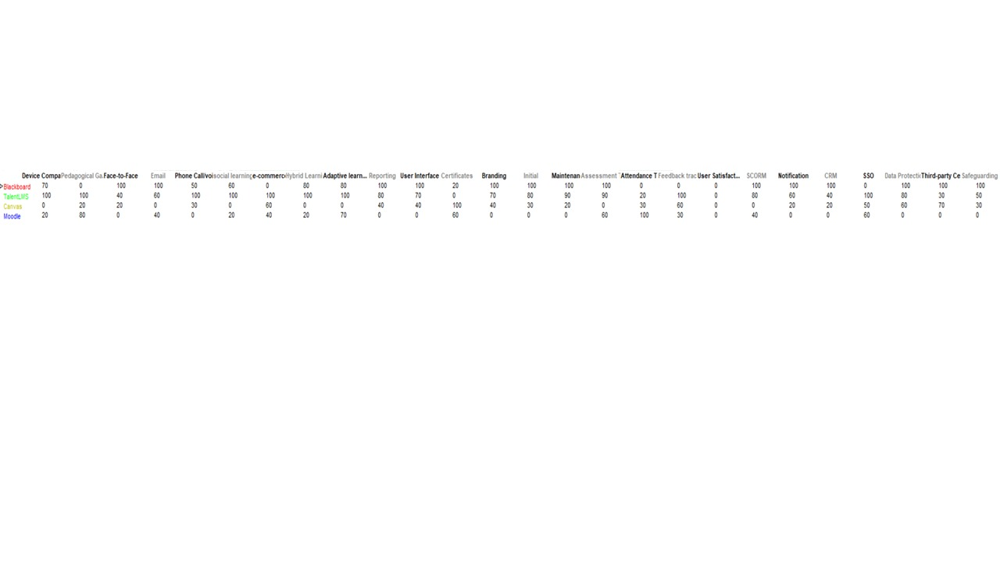 Device Compa Pedagogical Ga. Face-to-Face Email Phone Call/voi social learning e-commerc Hybrid Learni Adaptive learn... Reporting User Interface Certificates Branding Initial Maintenan Assessment T Attendance T Feedback trac User Satisfact... SCORM Notification CRM SSO Data Protecti Third-party Ce Safeguarding
Blackboard 70 0 100 100 50 60 0 80 80 100 100 20 100 100 100 100 0 0 0 100 100 100 0 100 100 100
TalentLMS 100 100 40 60 100 100 100 100 100 80 70 0 70 80 90 90 20 100 0 80 60 40 100 80 30 50
Canvas 0 20 20 0 30 0 60 0 0 40 40 100 40 30 20 0 30 60 0 0 20 20 50 60 70 30
Moodle 20 80 0 40 0 20 40 20 70 0 0 60 0 0 0 60 100 30 0 40 0 0 60 0 0 0